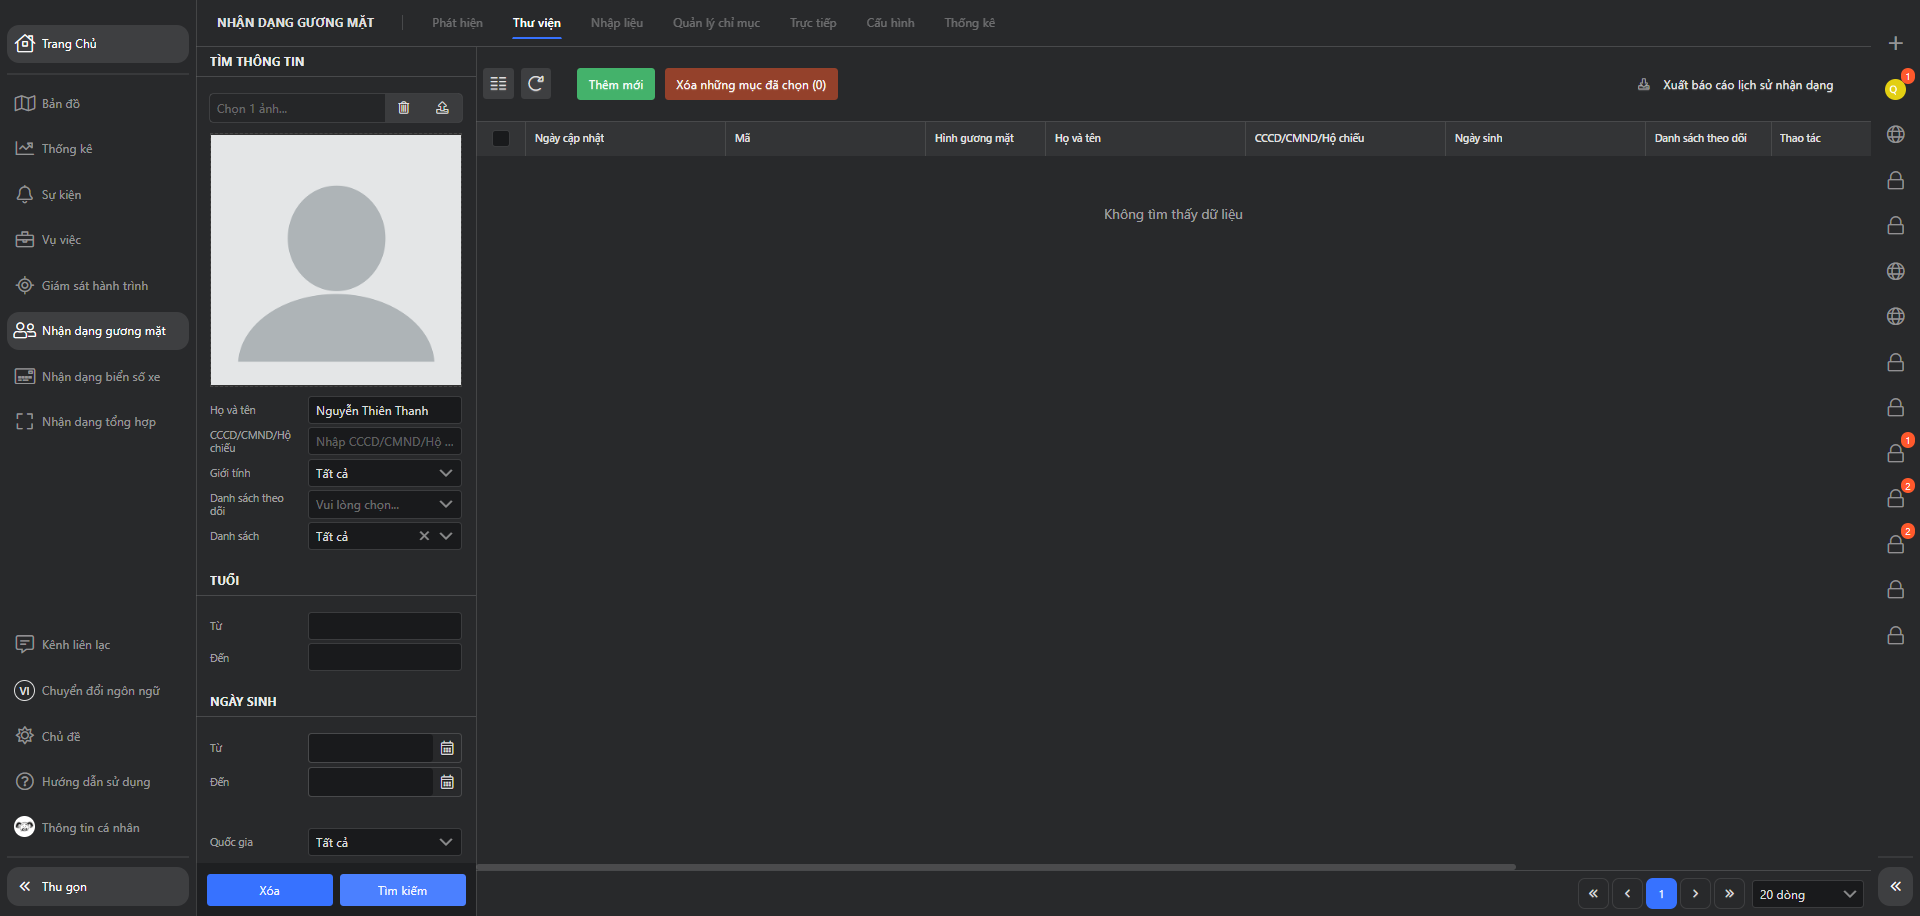 Trang Chủ
Bản đồ
Thống kê
Sự kiện
Vụ việc
Giám sát hành trình
Nhận dạng gương mặt
Nhận dạng biển số xe
Nhận dạng tổng hợp
Kênh liên lạc
VI Chuyển đổi ngôn ngữ
Chủ đề
Hướng dẫn sử dụng
Thông tin cá nhân
Thu gọn
NHẬN DẠNG GƯƠNG MẶT
Phát hiện Thư viện Nhập liệu Quản lý chỉ mục Trực tiếp Cấu hình Thống kê
TÌM THÔNG TIN
Chọn 1 ảnh...
Họ và tên Nguyễn Thiên Thanh
CCCD/CMND/Hộ chiếu Nhập CCCD/CMND/Hộ ...
Giới tính Tất cả
Danh sách theo dõi Vui lòng chọn...
Danh sách Tất cả
TUỔI
Từ
Đến
NGÀY SINH
Từ
Đến
Quốc gia Tất cả
Xóa Tìm kiếm
Thêm mới Xóa những mục đã chọn (0) Xuất báo cáo lịch sử nhận dạng
Ngày cập nhật Mã Hình gương mặt Họ và tên CCCD/CMND/Hộ chiếu Ngày sinh Danh sách theo dõi Thao tác
Không tìm thấy dữ liệu
1 20 dòng
1
Q
1
2
2